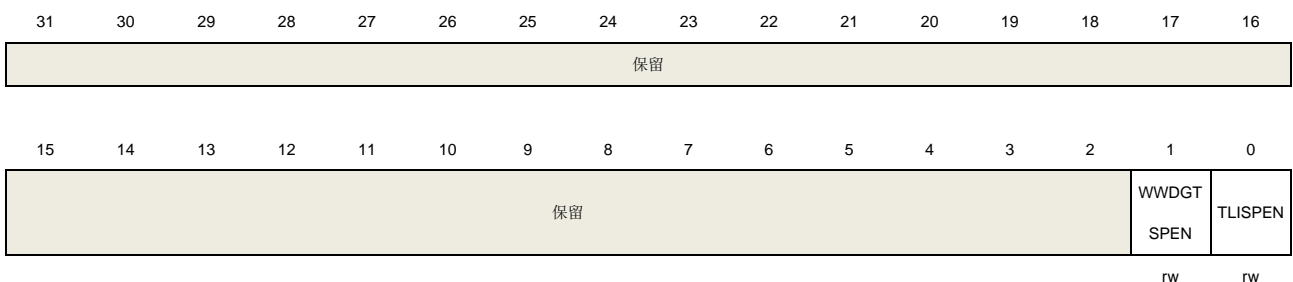 31 30 29 28 27 26 25 24 23 22 21 20 19 18 17 16
保留
15 14 13 12 11 10 9 8 7 6 5 4 3 2 1 0
保留
WWDGT
SPEN
TLISPEN
rw rw